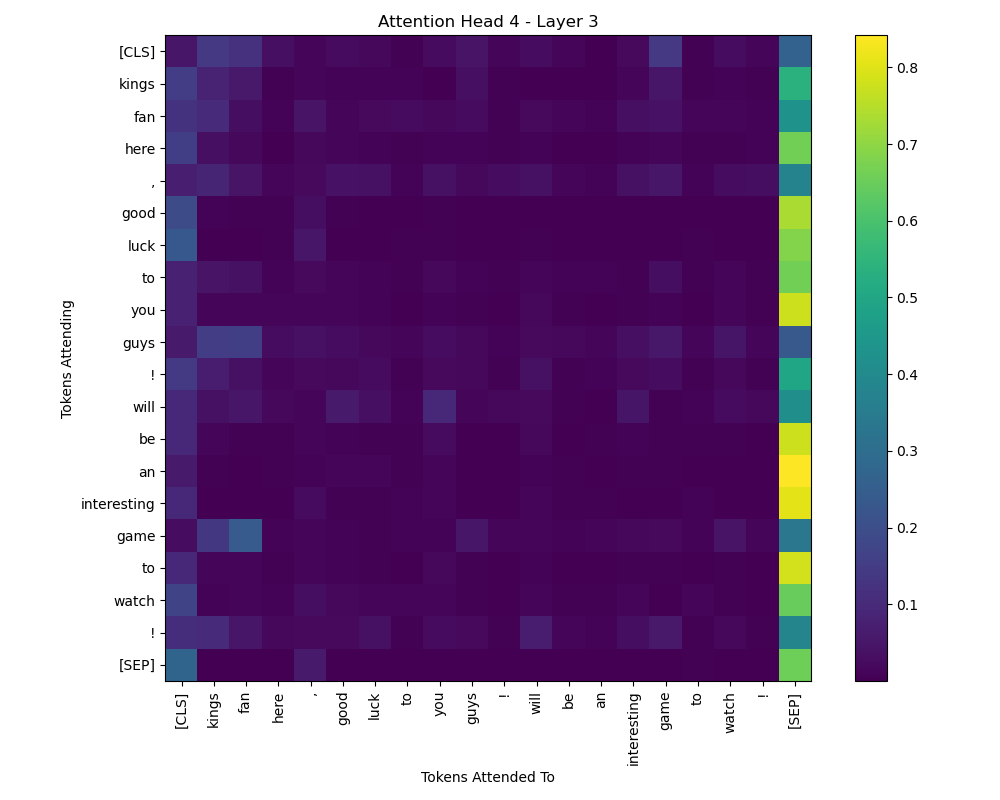 Attention Head 4 - Layer 3
Tokens Attending
[CLS]
kings
fan
here
,
good
luck
to
you
guys
!
will
be
an
interesting
game
to
watch
!
[SEP]
[CLS]
kings
fan
here
,
good
luck
to
you
guys
!
will
be
an
interesting
game
to
watch
!
[SEP]
Tokens Attended To
0.8
0.7
0.6
0.5
0.4
0.3
0.2
0.1